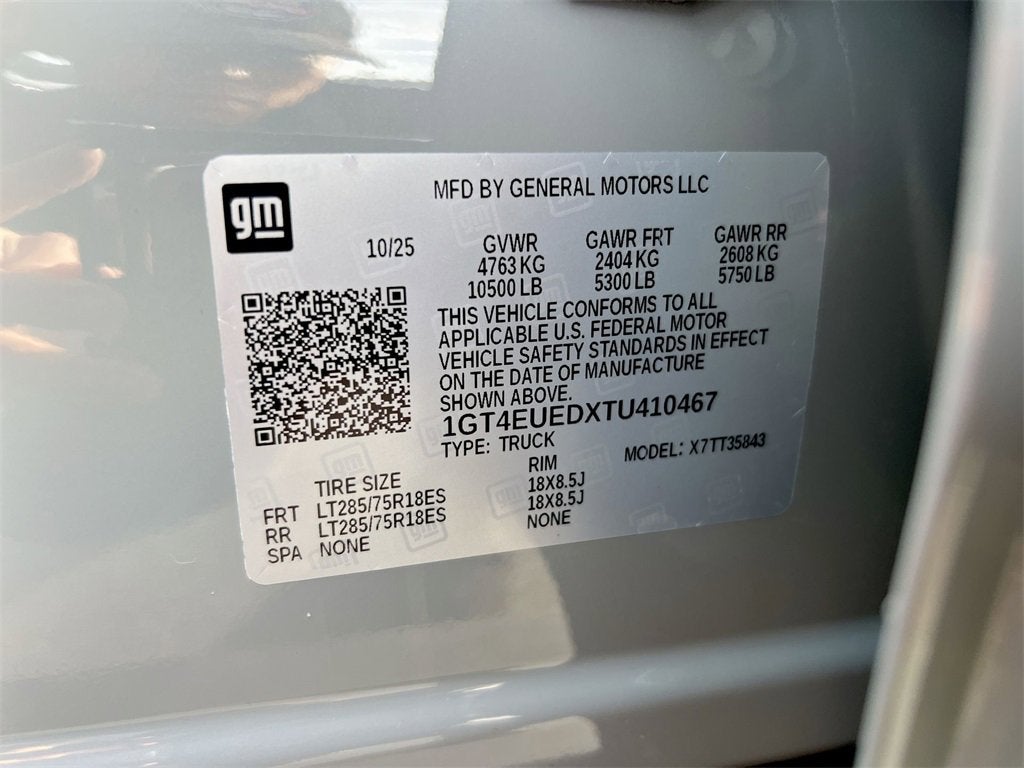 gm
MFD BY GENERAL MOTORS LLC
10/25
GVWR
4763 KG
10500 LB
GAWR FRT
2404 KG
5300 LB
GAWR RR
2608 KG
5750 LB
THIS VEHICLE CONFORMS TO ALL
APPLICABLE U.S. FEDERAL MOTOR
VEHICLE SAFETY STANDARDS IN EFFECT
ON THE DATE OF MANUFACTURE
SHOWN ABOVE.
1GT4EUEDXTU410467
TYPE: TRUCK
MODEL: X7TT35843
TIRE SIZE
RIM
FRT LT285/75R18ES 18X8.5J
RR LT285/75R18ES 18X8.5J
SPA NONE NONE